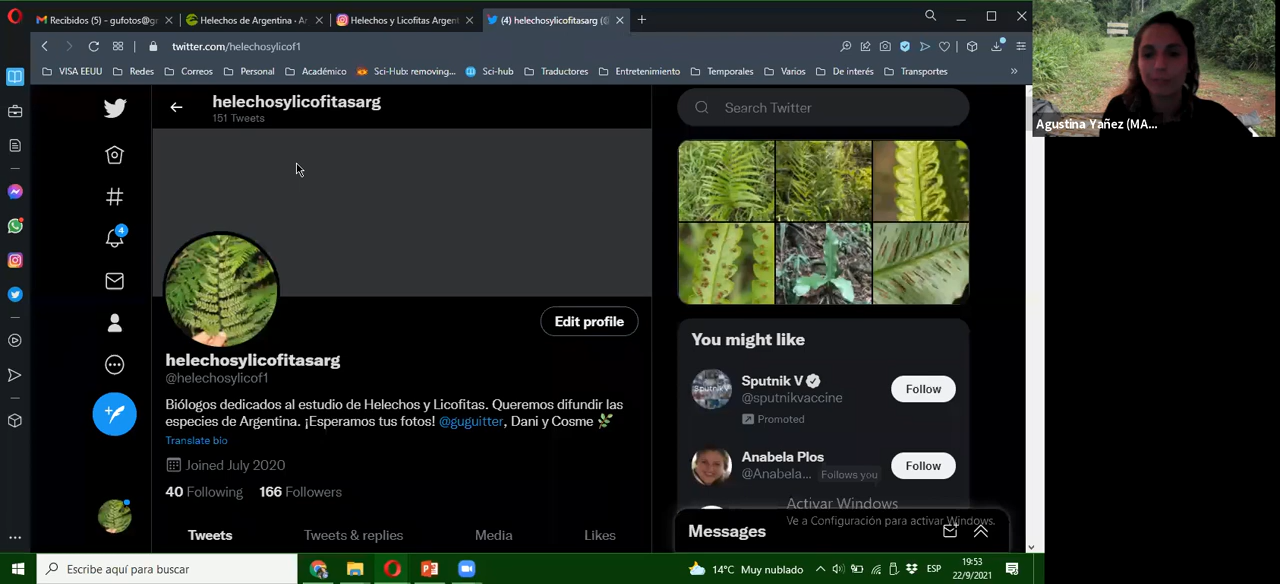 Recibidos (5) - gufotos@gr
Helechos de Argentina - Ar
Helechos y Licofitas Argent
(4) helechosylicofitasarg (@
twitter.com/helechosylicof1
VISA EEUU
Redes
Correos
Personal
Académico
Sci-Hub: removing...
Sci-hub
Traductores
Entretenimiento
Temporales
Varios
De interés
Transportes
»
Agustina Yañez (MA...
helechosylicofitasarg
151 Tweets
Search Twitter
4
Edit profile
helechosylicofitasarg
@helechosylicof1
Biólogos dedicados al estudio de Helechos y Licofitas. Queremos difundir las
especies de Argentina. ¡Esperamos tus fotos! @guguitter, Dani y Cosme 🌿
Translate bio
Joined July 2020
40 Following 166 Followers
Tweets
Tweets & replies
Media
Likes
You might like
Sputnik V
@sputnikvaccine
Promoted
Follow
Anabela Plos
@Anabela... Follows you
Follow
Activar Windows
Ve a Configuración para activar Windows.
Messages
Escribe aquí para buscar
14°C Muy nublado
ESP
19:53
22/9/2021